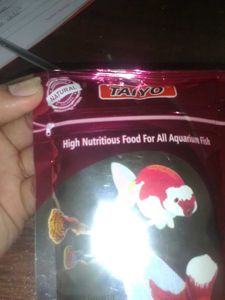 NATURAL
TAIYO
High Nutritious Food For All Aquarium Fish